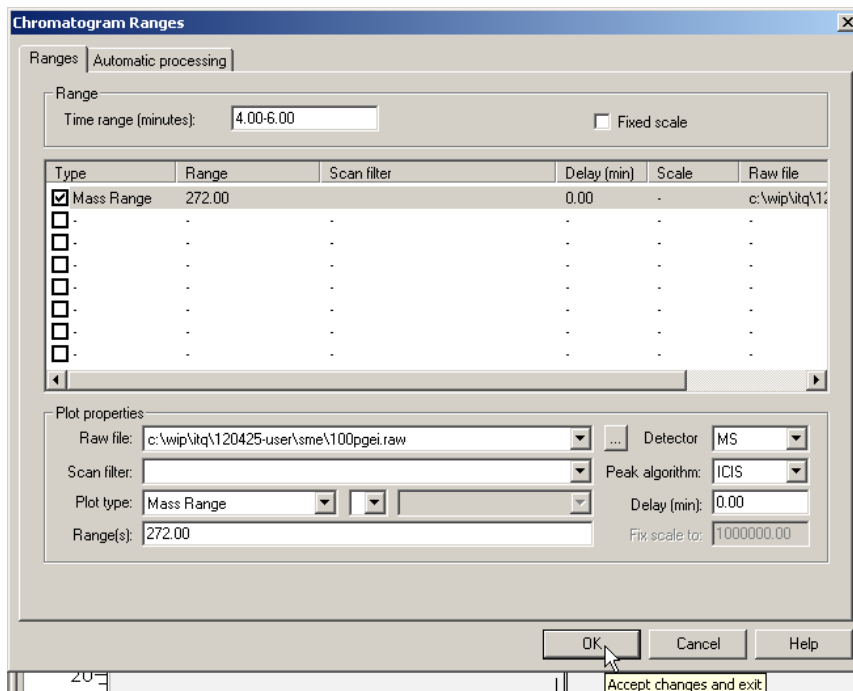 Chromatogram Ranges
Ranges Automatic processing
Range
Time range (minutes): 4.00-6.00 Fixed scale
Type Range Scan filter Delay (min) Scale Raw file
Mass Range 272.00 0.00 - c:\wip\itq\12
- - - - - -
- - - - - -
- - - - - -
- - - - - -
- - - - - -
- - - - - -
- - - - - -
Plot properties
Raw file: c:\wip\itq\120425-user\sme\100pgei.raw ... Detector MS
Scan filter: Peak algorithm: ICIS
Plot type: Mass Range Delay (min): 0.00
Range(s): 272.00 Fix scale to: 1000000.00
OK Cancel Help
20
Accept changes and exit